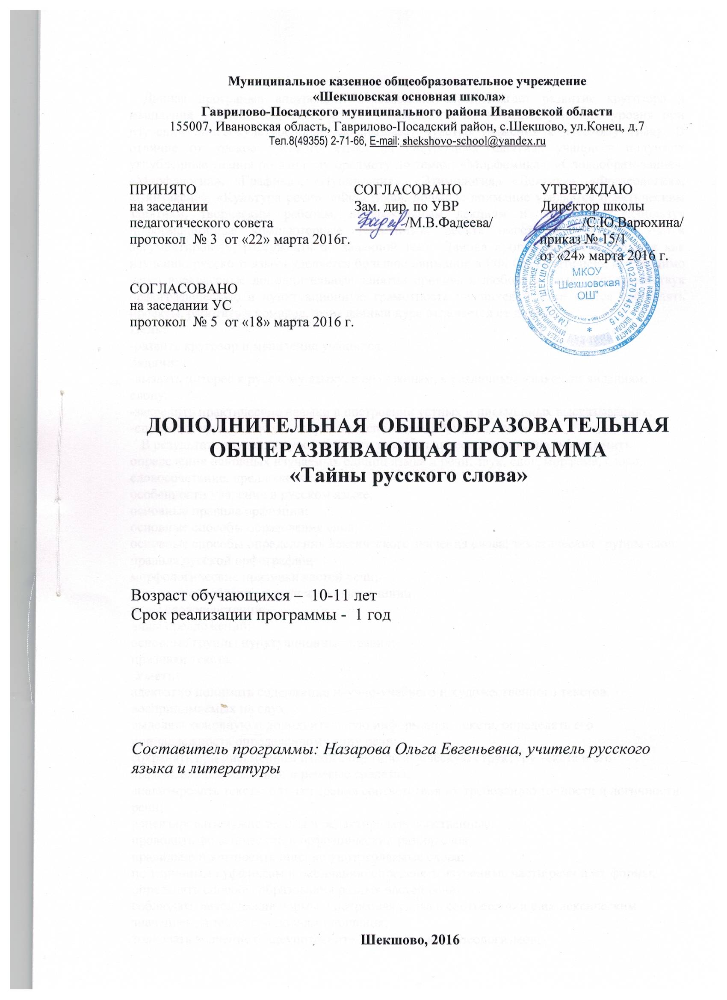 Муниципальное казенное общеобразовательное учреждение
«Шекшовская основная школа»
Гаврилово-Посадского муниципального района Ивановской области
155007, Ивановская область, Гаврилово-Посадский район, с.Шекшово, ул.Конец, д.7
Тел.8(49355) 2-71-66, E-mail: shekshovo-school@yandex.ru
ПРИНЯТО
на заседании
педагогического совета
протокол № 3 от «22» марта 2016г.
СОГЛАСОВАНО
Зам. дир. по УВР
/М.В.Фадеева/
УТВЕРЖДАЮ
Директор школы
/С.Ю.Варюхина/
приказ № 15/1
от «24» марта 2016 г.
СОГЛАСОВАНО
на заседании УС
протокол № 5 от «18» марта 2016 г.
МКОУ
"Шекшовская
ОШ"
ОГРН 1023701457515
ДОПОЛНИТЕЛЬНАЯ ОБЩЕОБРАЗОВАТЕЛЬНАЯ
ОБЩЕРАЗВИВАЮЩАЯ ПРОГРАММА
«Тайны русского слова»
Возраст обучающихся – 10-11 лет
Срок реализации программы - 1 год
Составитель программы: Назарова Ольга Евгеньевна, учитель русского
языка и литературы
Шекшово, 2016